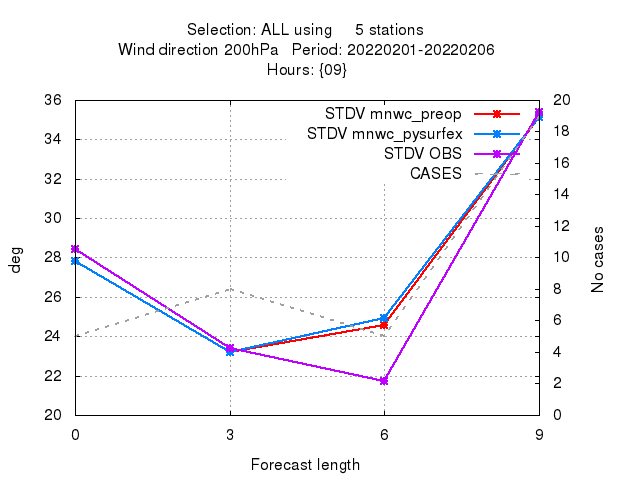 Selection: ALL using 5 stations
Wind direction 200hPa Period: 20220201-20220206
Hours: {09}
36
34
32
30
28
26
24
22
20
deg
STDV mnwc_preop
STDV mnwc_pysurfex
STDV OBS
CASES
20
18
16
14
12
10
8
6
4
2
0
No cases
0 3 6 9
Forecast length